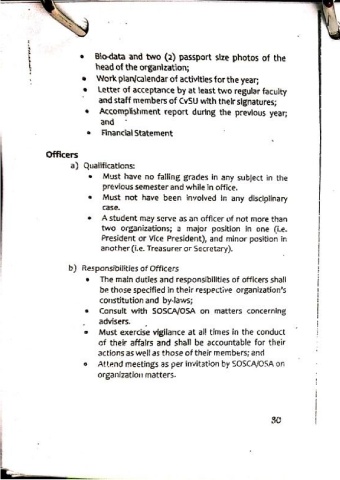 • Bio-data and two (2) passport size photos of the
head of the organization;
• Work plan/calendar of activities for the year;
• Letter of acceptance by at least two regular faculty
and staff members of CvSU with their signatures;
• Accomplishment report during the previous year;
and
• Financial Statement
Officers
a) Qualifications:
• Must have no failing grades in any subject in the
previous semester and while in office.
• Must not have been involved in any disciplinary
case.
• A student may serve as an officer of not more than
two organizations; a major position in one (i.e.
President or Vice President), and minor position in
another (i.e. Treasurer or Secretary).
b) Responsibilities of Officers
• The main duties and responsibilities of officers shall
be those specified in their respective organization's
constitution and by-laws;
• Consult with SOSCA/OSA on matters concerning
advisers.
• Must exercise vigilance at all times in the conduct
of their affairs and shall be accountable for their
actions as well as those of their members; and
• Attend meetings as per invitation by SOSCA/OSA on
organization matters.
30